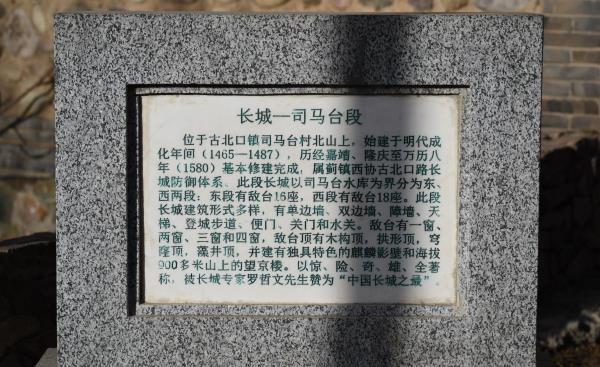 长城—司马台段
位于古北口镇司马台村北山上，始建于明代成
化年间（1465—1487），历经嘉靖、隆庆至万历八
年（1580）基本修建完成，属蓟镇西协古北口路长
城防御体系。此段长城以司马台水库为界分为东、
西两段：东段有敌台16座，西段有敌台18座。此段
长城建筑形式多样，有单边墙、双边墙、障墙、天
梯、登城步道、便门、关门和水关。敌台有一窗、
两窗、三窗和四窗，敌台顶有木构顶，拱形顶，穹
窿顶，藻井顶，并建有独具特色的麒麟影壁和海拔
900多米山上的望京楼。以惊、险、奇、雄、全著
称，被长城专家罗哲文先生赞为“中国长城之最”